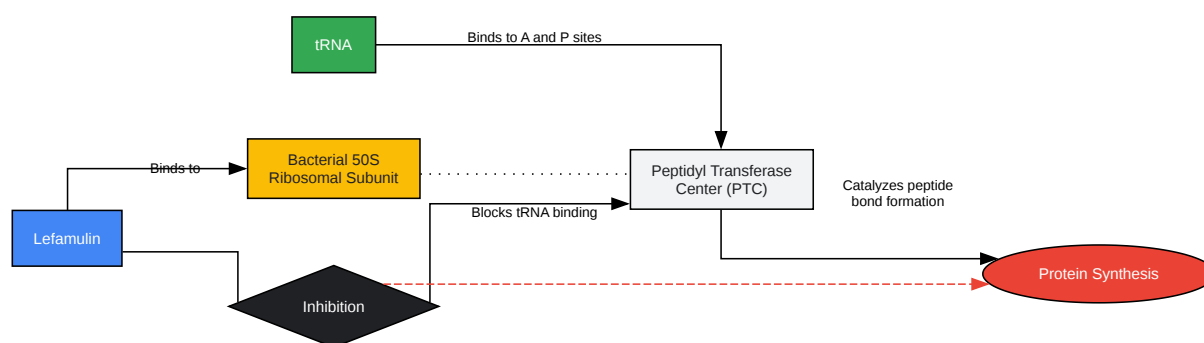 tRNA
Binds to A and P sites
Binds to
Bacterial 50S
Ribosomal Subunit
Peptidyl Transferase
Center (PTC)
Catalyzes peptide
bond formation
Blocks tRNA binding
Lefamulin
Inhibition
Protein Synthesis